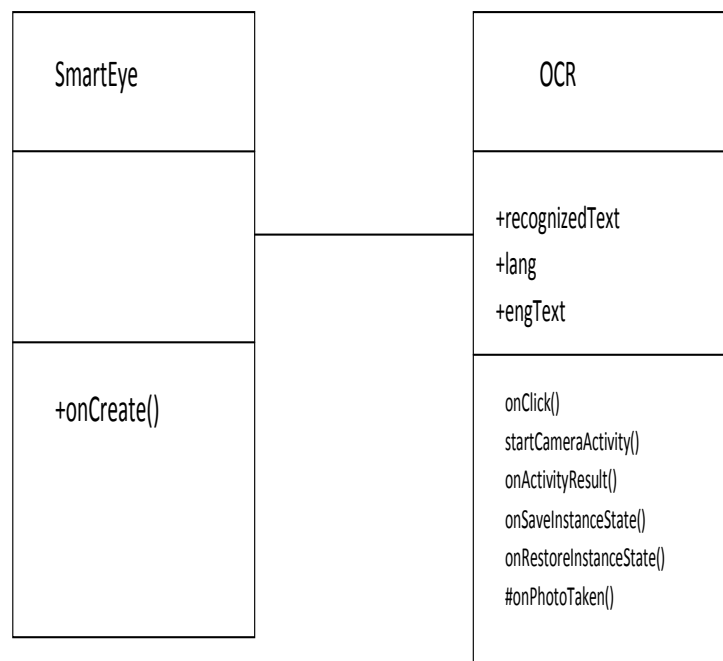 SmartEye
+onCreate()
OCR
+recognizedText
+lang
+engText
onClick()
startCameraActivity()
onActivityResult()
onSaveInstanceState()
onRestoreInstanceState()
#onPhotoTaken()